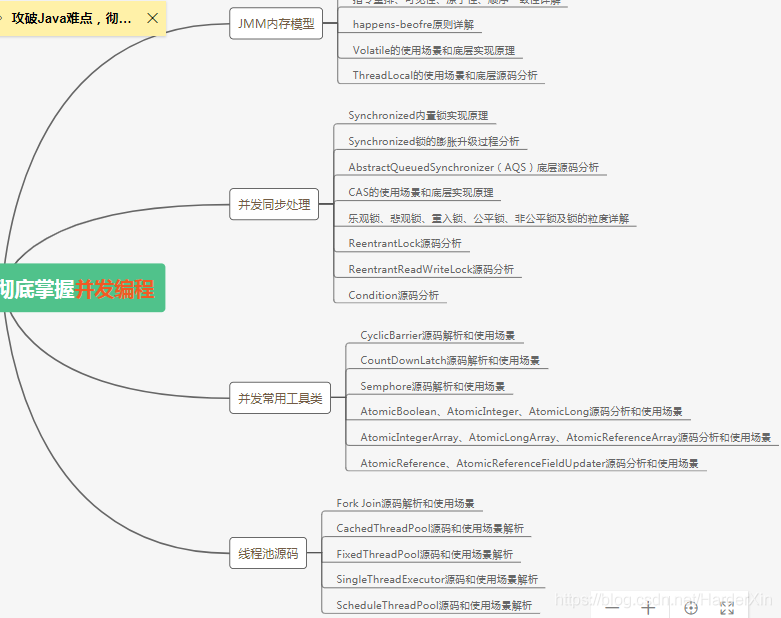 攻破Java难点，彻...
JMM内存模型
指令重排、可见性、原子性、顺序一致性详解
happens-beofre原则详解
Volatile的使用场景和底层实现原理
ThreadLocal的使用场景和底层源码分析
并发同步处理
Synchronized内置锁实现原理
Synchronized锁的膨胀升级过程分析
AbstractQueuedSynchronizer（AQS）底层源码分析
CAS的使用场景和底层实现原理
乐观锁、悲观锁、重入锁、公平锁、非公平锁及锁的粒度详解
ReentrantLock源码分析
ReentrantReadWriteLock源码分析
Condition源码分析
彻底掌握并发编程
并发常用工具类
CyclicBarrier源码解析和使用场景
CountDownLatch源码解析和使用场景
Semphore源码解析和使用场景
AtomicBoolean、AtomicInteger、AtomicLong源码分析和使用场景
AtomicIntegerArray、AtomicLongArray、AtomicReferenceArray源码分析和使用场景
AtomicReference、AtomicReferenceFieldUpdater源码分析和使用场景
线程池源码
Fork Join源码解析和使用场景
CachedThreadPool源码和使用场景解析
FixedThreadPool源码和使用场景解析
SingleThreadExecutor源码和使用场景解析
ScheduleThreadPool源码和使用场景解析
https://blog.csdn.net/HarderXin